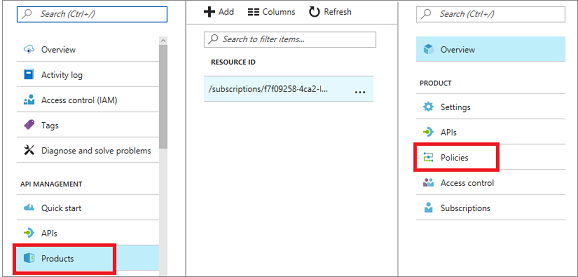 Search (Ctrl+/)
Overview
Activity log
Access control (IAM)
Tags
Diagnose and solve problems
API MANAGEMENT
Quick start
APIs
Products
Add Columns Refresh
Search to filter items...
RESOURCE ID
/subscriptions/f7f09258-4ca2-l... ...
Search (Ctrl+/)
Overview
PRODUCT
Settings
APIs
Policies
Access control
Subscriptions